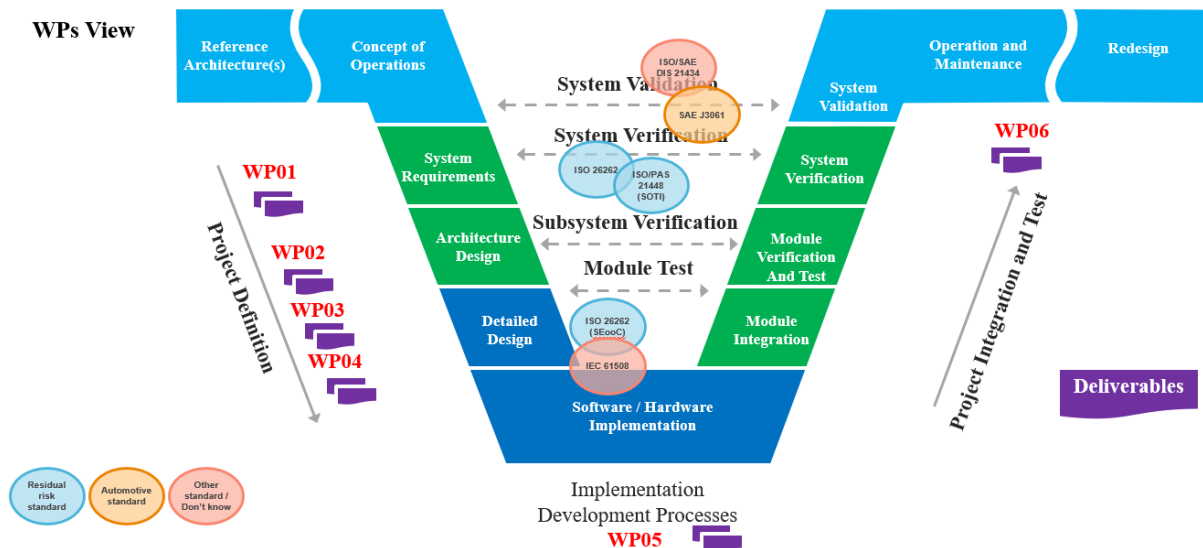 WPs View
Reference
Architecture(s)
Concept of
Operations
Operation and
Maintenance
Redesign
ISO/SAE
DIS 21434
System Validation
SAE J3061
System
Validation
System Verification
System
Requirements
ISO 26262
ISO/PAS
21448
(SOTI)
System
Verification
WP06
WP01
Subsystem Verification
Architecture
Design
Module
Verification
And Test
WP02
Module Test
WP03
Detailed
Design
ISO 26262
(SEooC)
Module
Integration
WP04
IEC 61508
Project Definition
Project Integration and Test
Deliverables
Software / Hardware
Implementation
Residual
risk
standard
Automotive
standard
Other
standard /
Don't know
Implementation
Development Processes
WP05